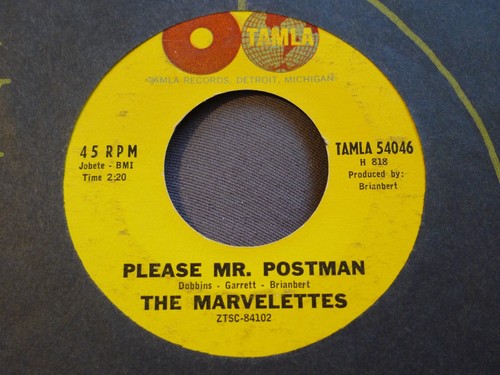 TAMLA
TAMLA RECORDS, DETROIT, MICHIGAN
45 RPM
Jobete - BMI
Time 2:20
TAMLA 54046
H 818
Produced by:
Brianbert
PLEASE MR. POSTMAN
Dobbins - Garrett - Brianbert
THE MARVELETTES
ZTSC-84102